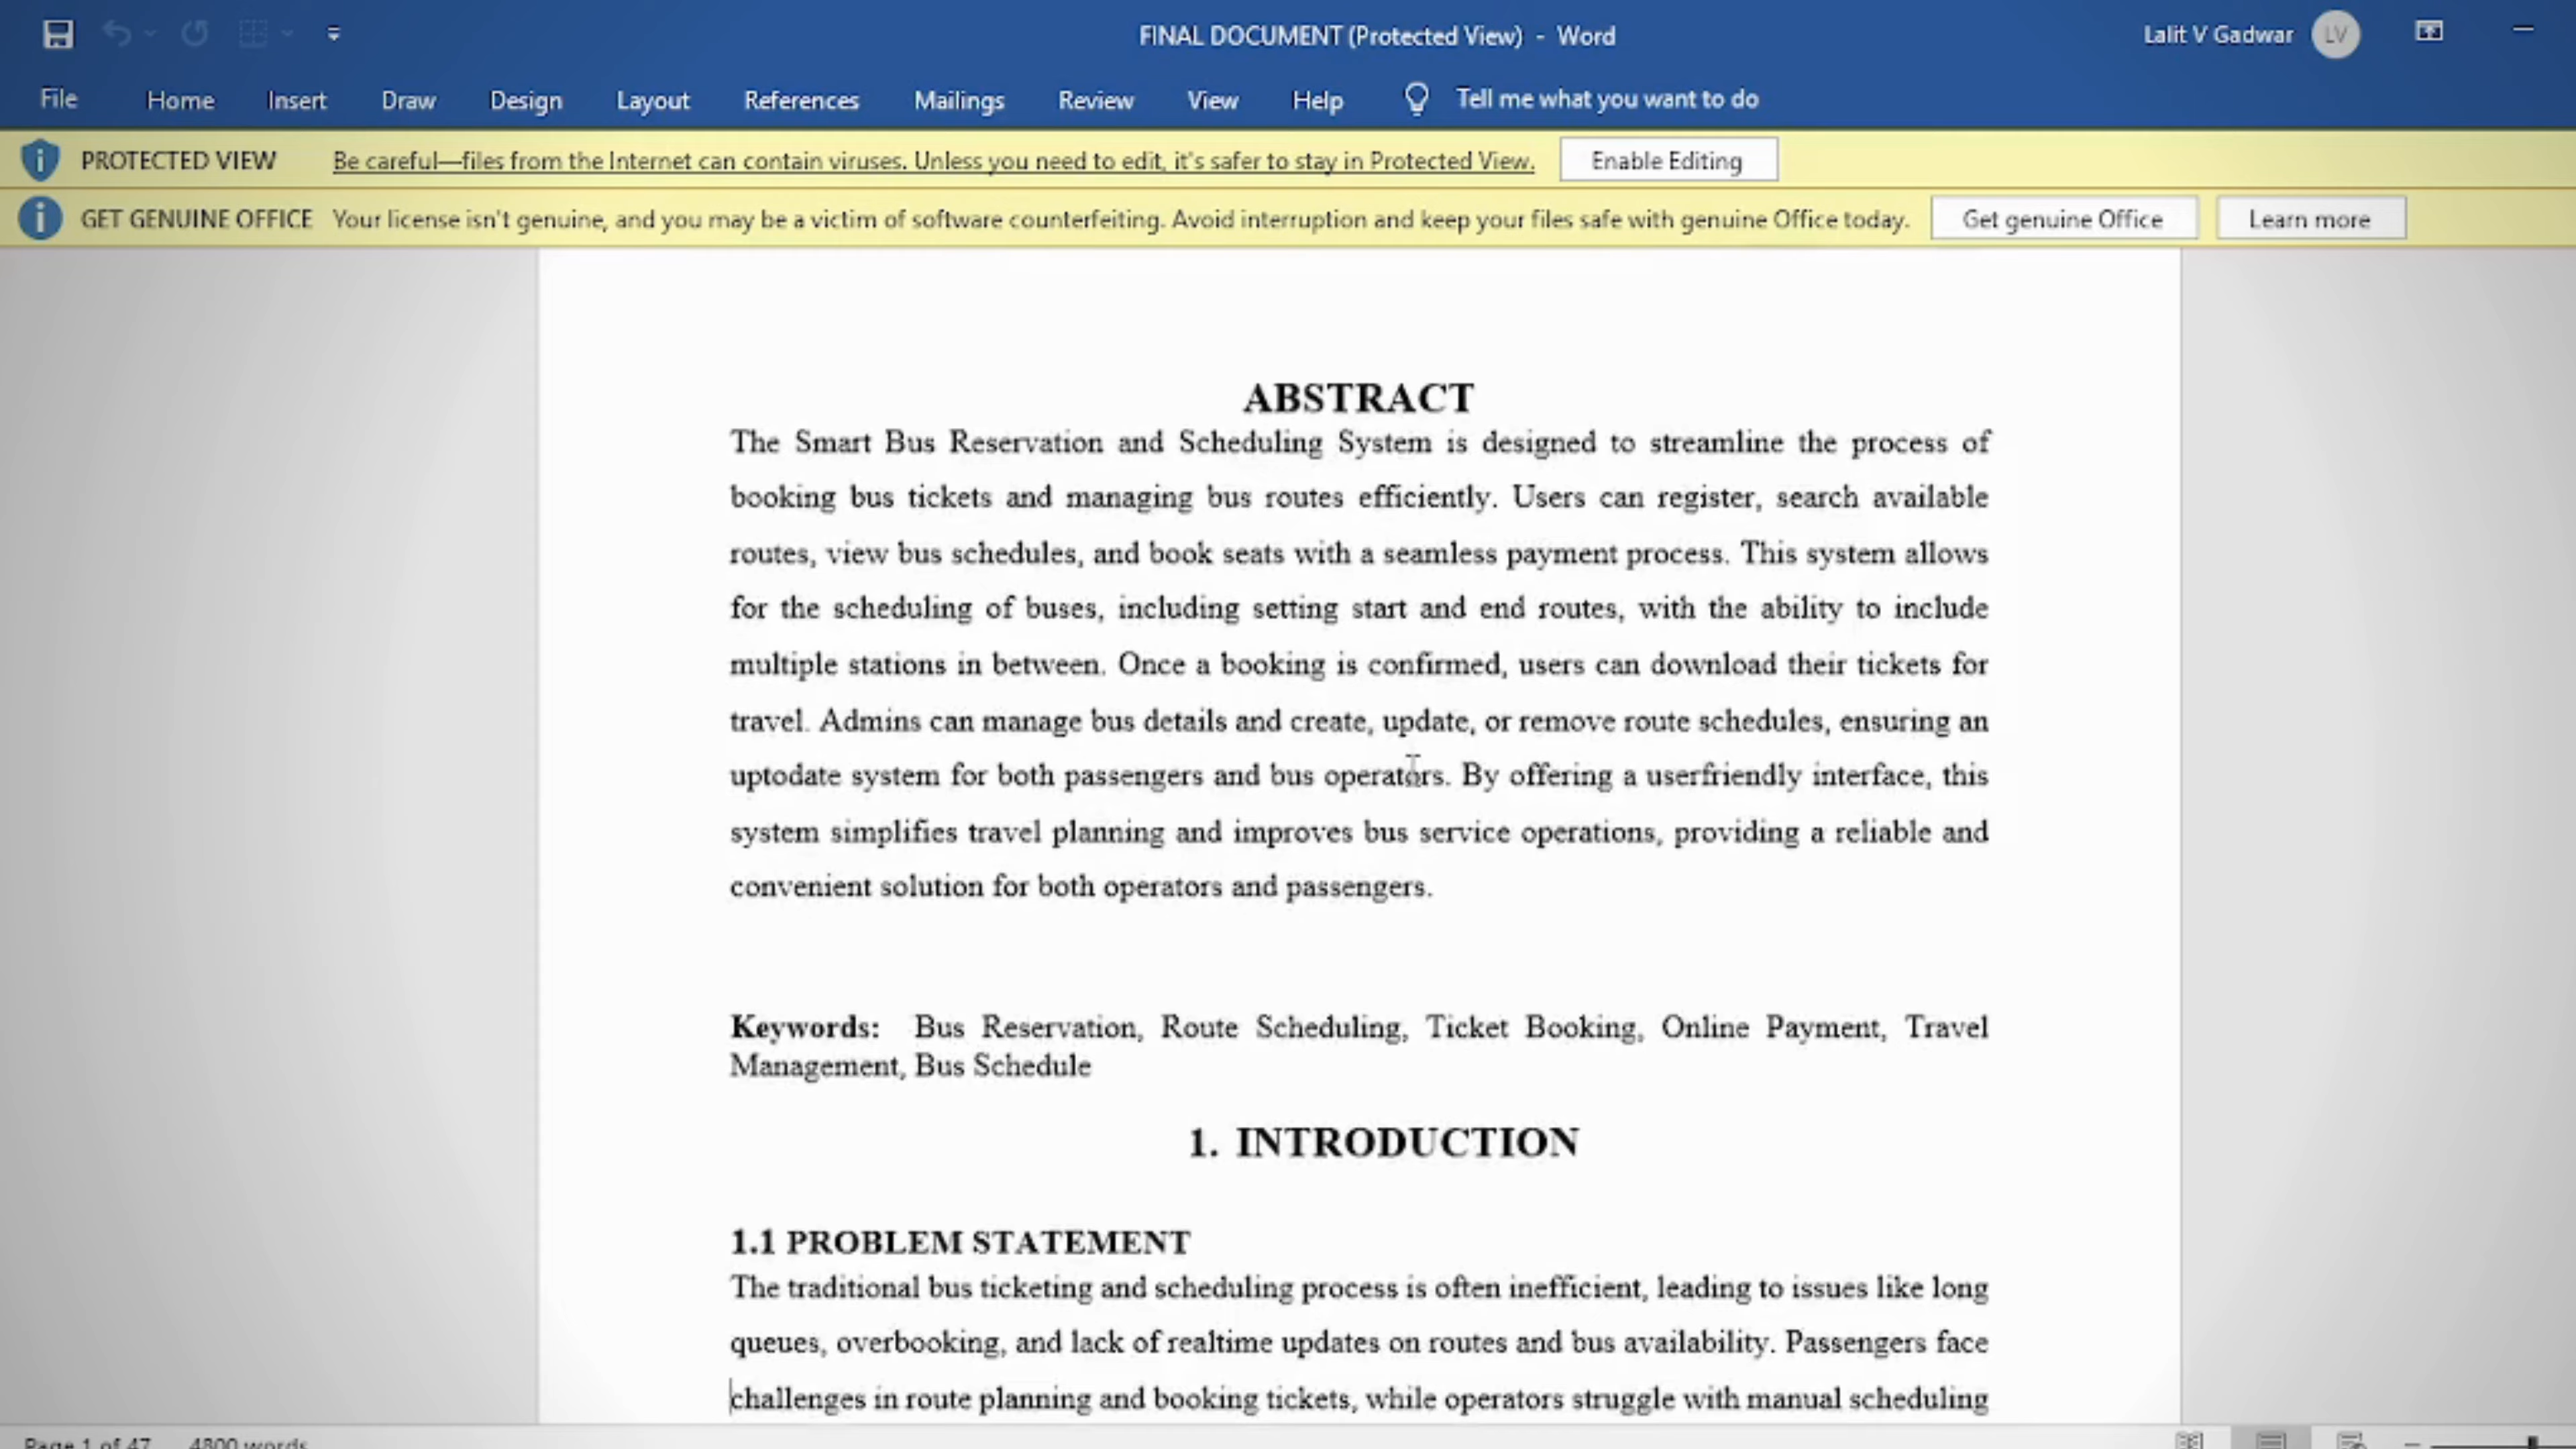 FINAL DOCUMENT (Protected View) - Word
Lalit V Gadwar LV
File Home Insert Draw Design Layout References Mailings Review View Help Tell me what you want to do
PROTECTED VIEW Be careful—files from the Internet can contain viruses. Unless you need to edit, it's safer to stay in Protected View. Enable Editing
GET GENUINE OFFICE Your license isn't genuine, and you may be a victim of software counterfeiting. Avoid interruption and keep your files safe with genuine Office today. Get genuine Office Learn more
ABSTRACT
The Smart Bus Reservation and Scheduling System is designed to streamline the process of
booking bus tickets and managing bus routes efficiently. Users can register, search available
routes, view bus schedules, and book seats with a seamless payment process. This system allows
for the scheduling of buses, including setting start and end routes, with the ability to include
multiple stations in between. Once a booking is confirmed, users can download their tickets for
travel. Admins can manage bus details and create, update, or remove route schedules, ensuring an
uptodate system for both passengers and bus operators. By offering a userfriendly interface, this
system simplifies travel planning and improves bus service operations, providing a reliable and
convenient solution for both operators and passengers.
Keywords: Bus Reservation, Route Scheduling, Ticket Booking, Online Payment, Travel
Management, Bus Schedule
1. INTRODUCTION
1.1 PROBLEM STATEMENT
The traditional bus ticketing and scheduling process is often inefficient, leading to issues like long
queues, overbooking, and lack of realtime updates on routes and bus availability. Passengers face
challenges in route planning and booking tickets, while operators struggle with manual scheduling
Page 1 of 47 4800 words